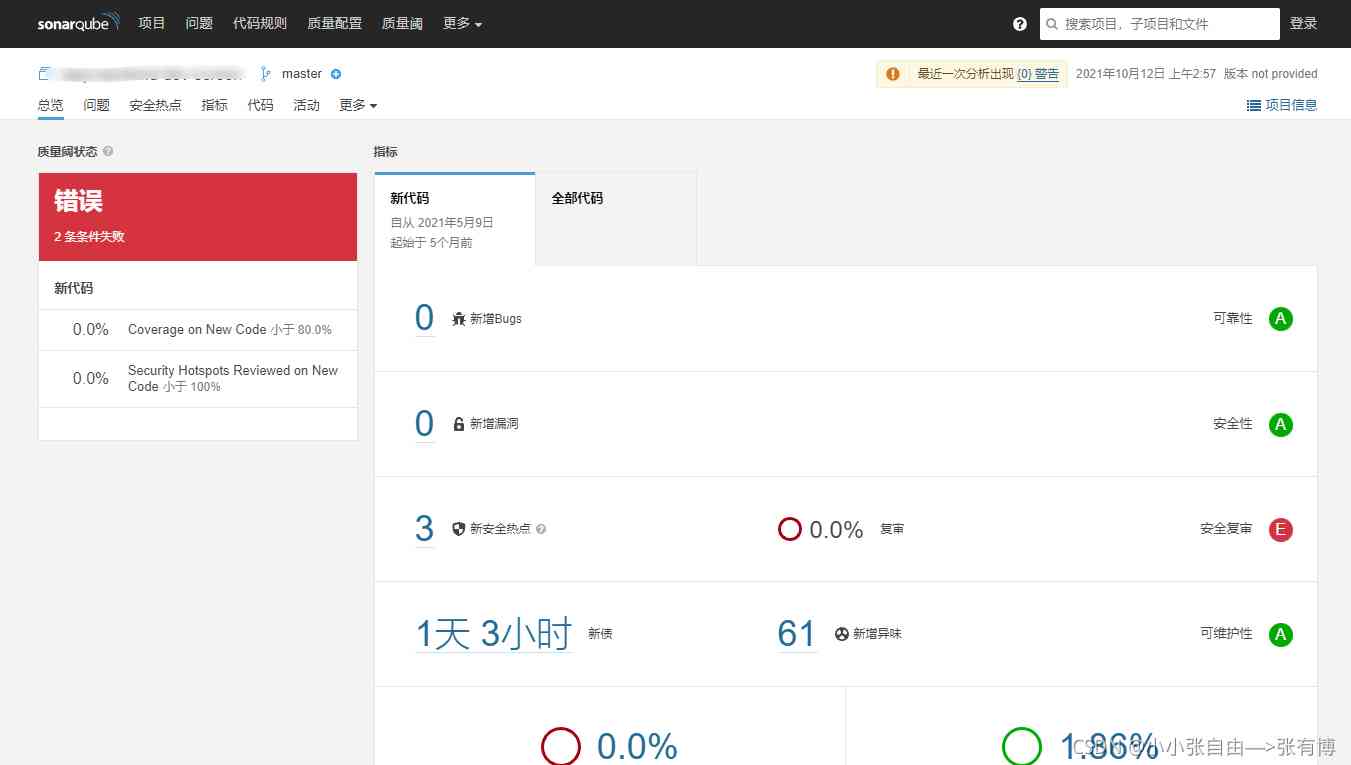 sonarqube 项目 问题 代码规则 质量配置 质量阈 更多 搜索项目，子项目和文件 登录
master 最近一次分析出现 (0) 警告 2021年10月12日 上午2:57 版本 not provided
总览 问题 安全热点 指标 代码 活动 更多 项目信息
质量阈状态
错误
2 条条件失败
新代码
0.0% Coverage on New Code 小于 80.0%
0.0% Security Hotspots Reviewed on New
Code 小于 100%
指标
新代码
自从 2021年5月9日
起始于 5个月前
全部代码
0 新增Bugs 可靠性 A
0 新增漏洞 安全性 A
3 新安全热点 0.0% 复审 安全复审 E
1天 3小时 新债 61 新增异味 可维护性 A
0.0% 1.86%
CSDN @小小张自由—>张有博